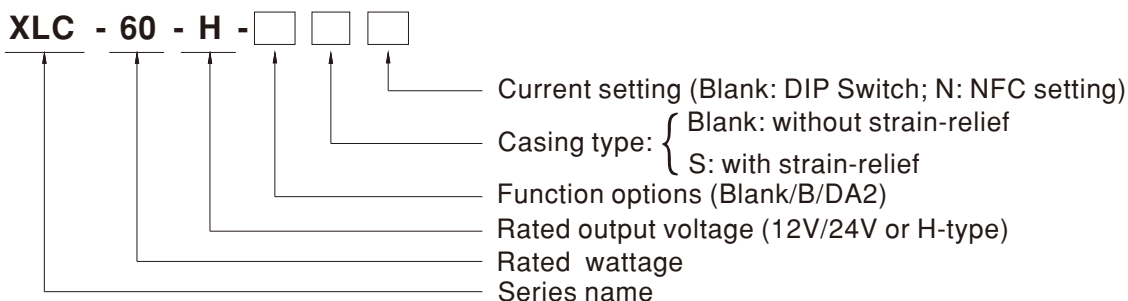 XLC - 60 - H -
Current setting (Blank: DIP Switch; N: NFC setting)
Casing type: { Blank: without strain-relief
S: with strain-relief
Function options (Blank/B/DA2)
Rated output voltage (12V/24V or H-type)
Rated wattage
Series name